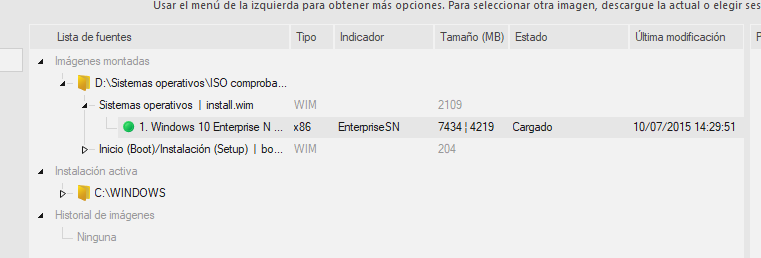 Usar el menú de la izquierda para obtener más opciones. Para seleccionar otra imagen, descargue la actual o elegir ses
Lista de fuentes Tipo Indicador Tamaño (MB) Estado Última modificación
Imágenes montadas
D:\Sistemas operativos\ISO comproba...
Sistemas operativos | install.wim WIM 2109
1. Windows 10 Enterprise N ... x86 EnterpriseSN 7434 ¦ 4219 Cargado 10/07/2015 14:29:51
Inicio (Boot)/Instalación (Setup) | bo... WIM 204
Instalación activa
C:\WINDOWS
Historial de imágenes
Ninguna